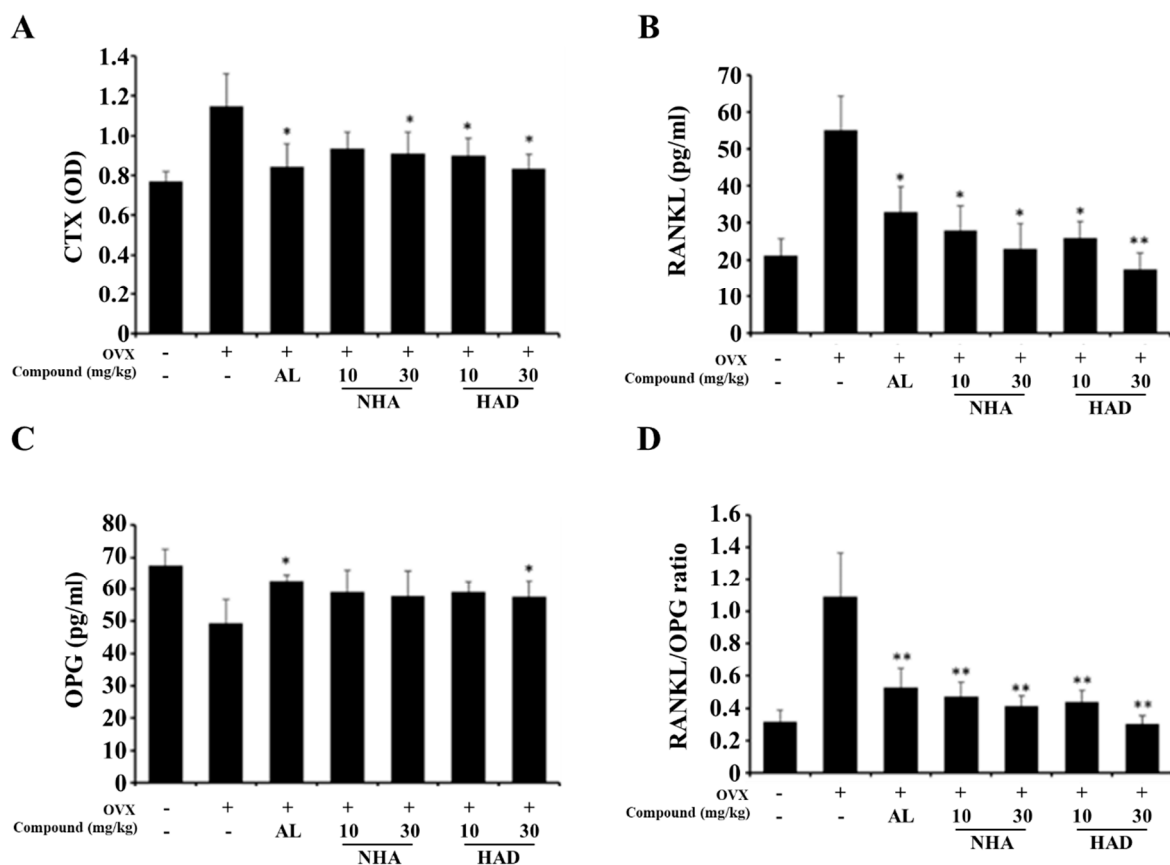 A
CTX (OD)
1.4
1.2
1.0
0.8
0.6
0.4
0.2
0
*
*
*
*
OVX - + + + + + +
Compound (mg/kg) - - AL 10 30 10 30
NHA HAD
B
RANKL (pg/ml)
70
60
50
40
30
20
10
0
*
*
*
*
**
OVX - + + + + + +
Compound (mg/kg) - - AL 10 30 10 30
NHA HAD
C
OPG (pg/ml)
80
70
60
50
40
30
20
10
0
*
*
OVX - + + + + + +
Compound (mg/kg) - - AL 10 30 10 30
NHA HAD
D
RANKL/OPG ratio
1.6
1.4
1.2
1.0
0.8
0.6
0.4
0.2
0
**
**
**
**
**
OVX - + + + + + +
Compound (mg/kg) - - AL 10 30 10 30
NHA HAD